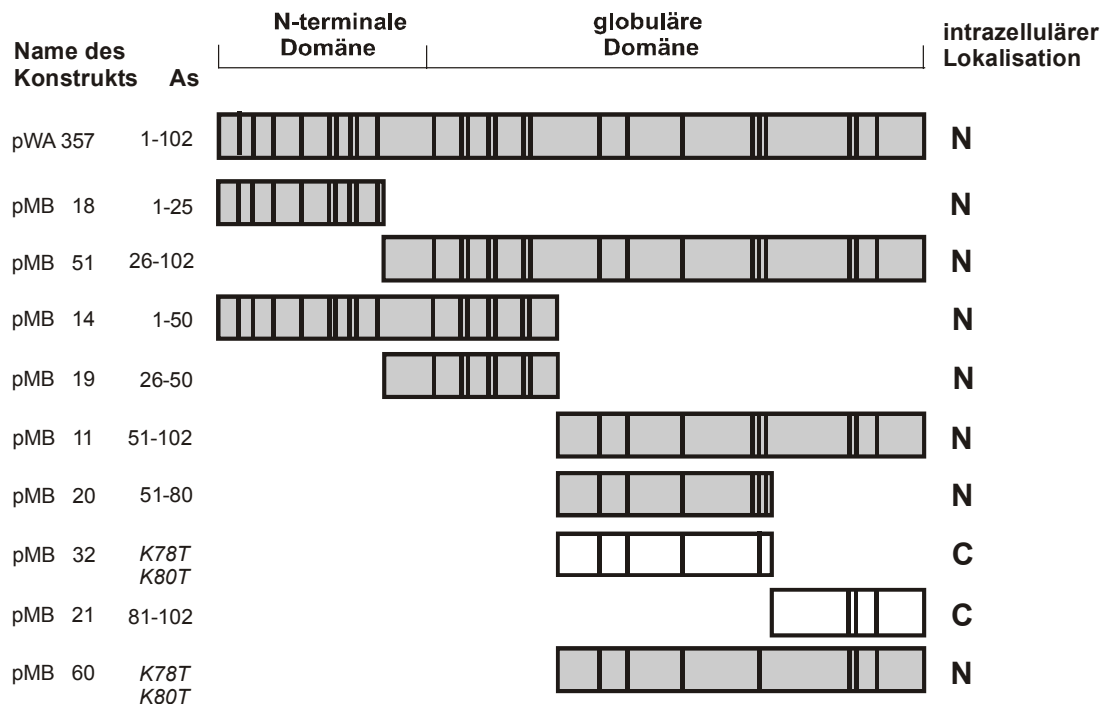 N-terminale Domäne
globuläre Domäne
intrazellulärer Lokalisation
Name des Konstrukts As
pWA 357 1-102 N
pMB 18 1-25 N
pMB 51 26-102 N
pMB 14 1-50 N
pMB 19 26-50 N
pMB 11 51-102 N
pMB 20 51-80 N
pMB 32 K78T K80T C
pMB 21 81-102 C
pMB 60 K78T K80T N